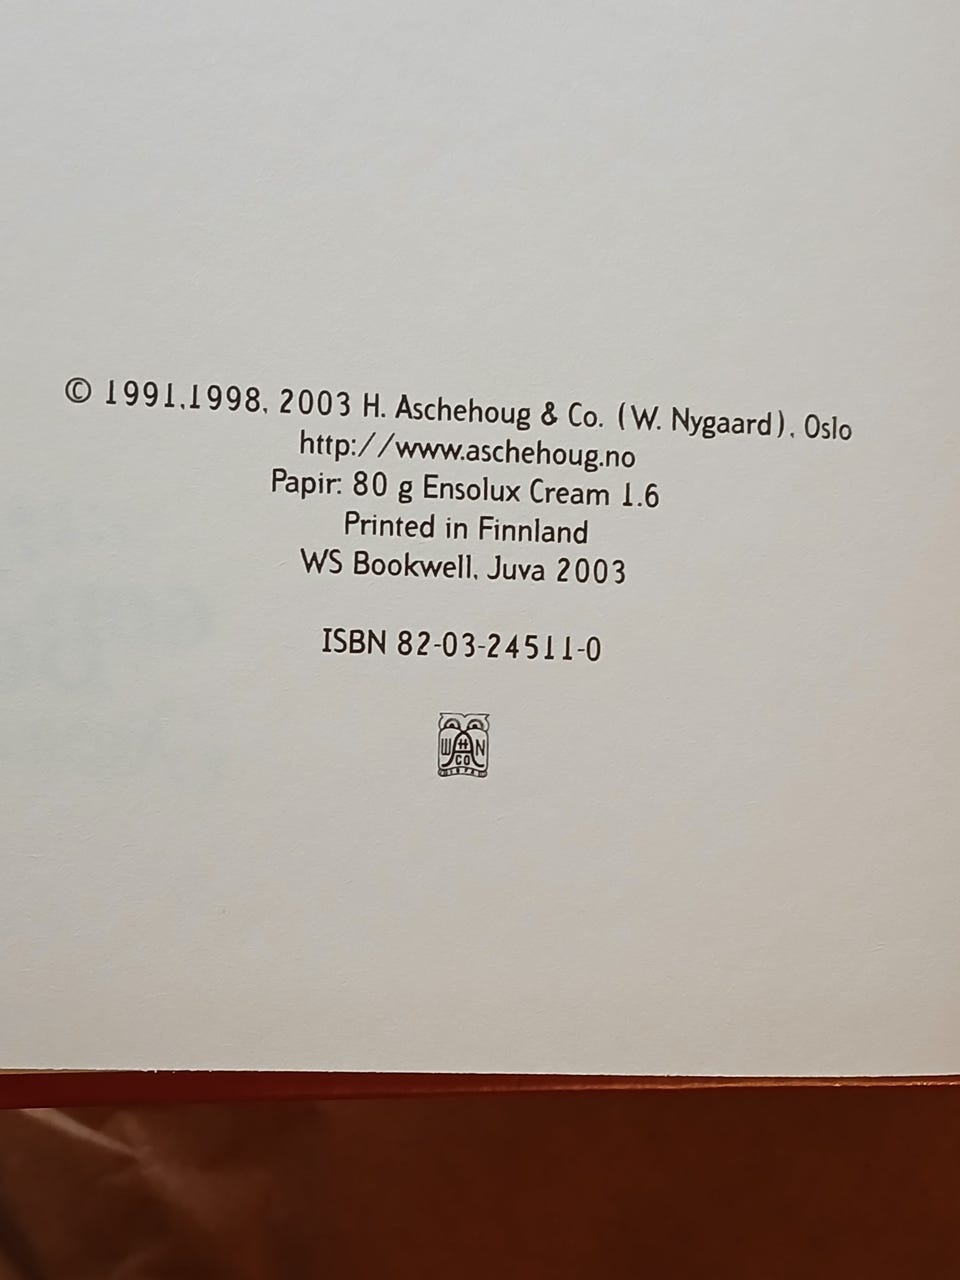 © 1991,1998, 2003 H. Aschehoug & Co. (W. Nygaard), Oslo
http://www.aschehoug.no
Papir: 80 g Ensolux Cream 1.6
Printed in Finnland
WS Bookwell, Juva 2003
ISBN 82-03-24511-0
W H N
CO